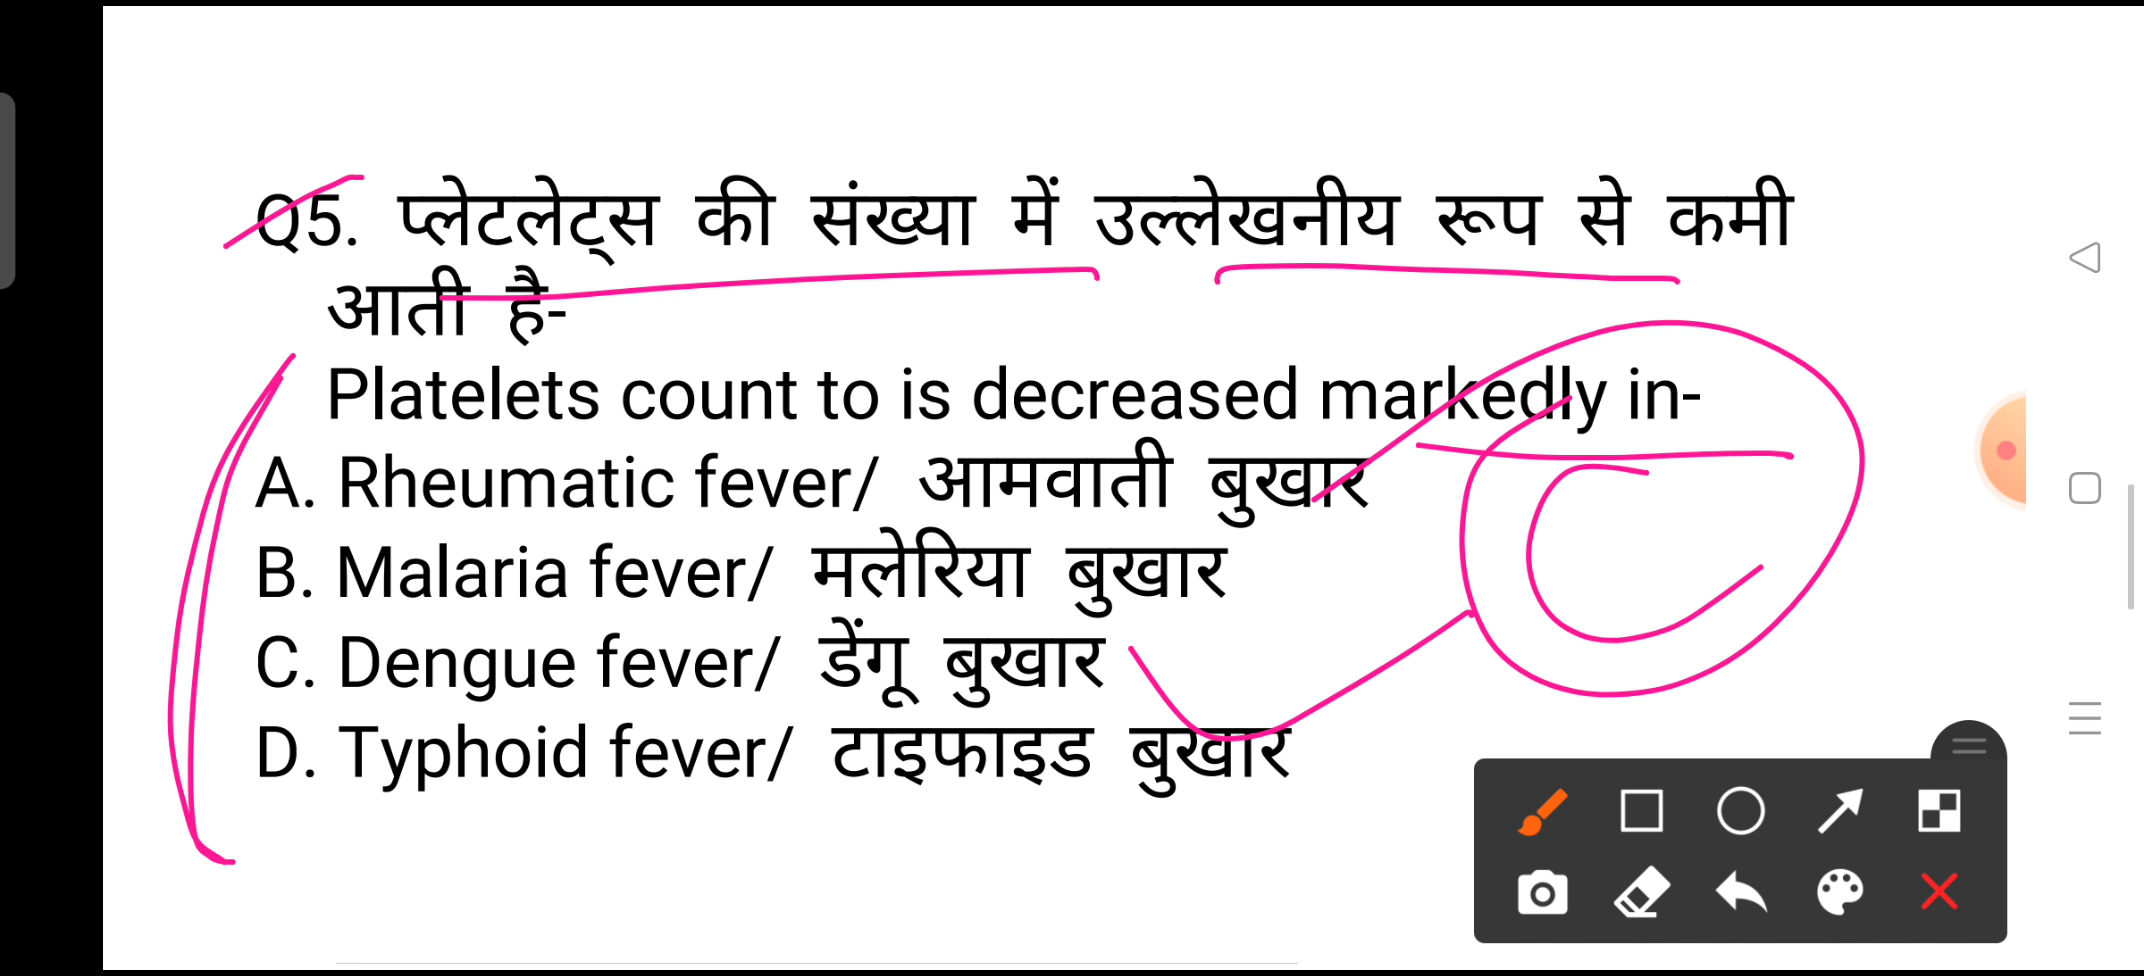 Q5. प्लेटलेट्स की संख्या में उल्लेखनीय रूप से कमी
आती है-
Platelets count to is decreased markedly in-
A. Rheumatic fever/ आमवाती बुखार
B. Malaria fever/ मलेरिया बुखार
C. Dengue fever/ डेंगू बुखार
D. Typhoid fever/ टाइफाइड बुखार
C